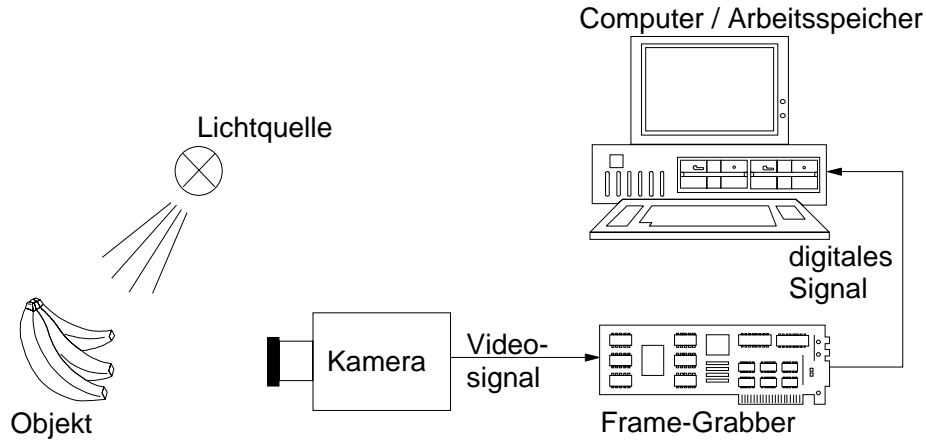 Computer / Arbeitsspeicher
Lichtquelle
digitales
Signal
Kamera
Video-
signal
Objekt
Frame-Grabber